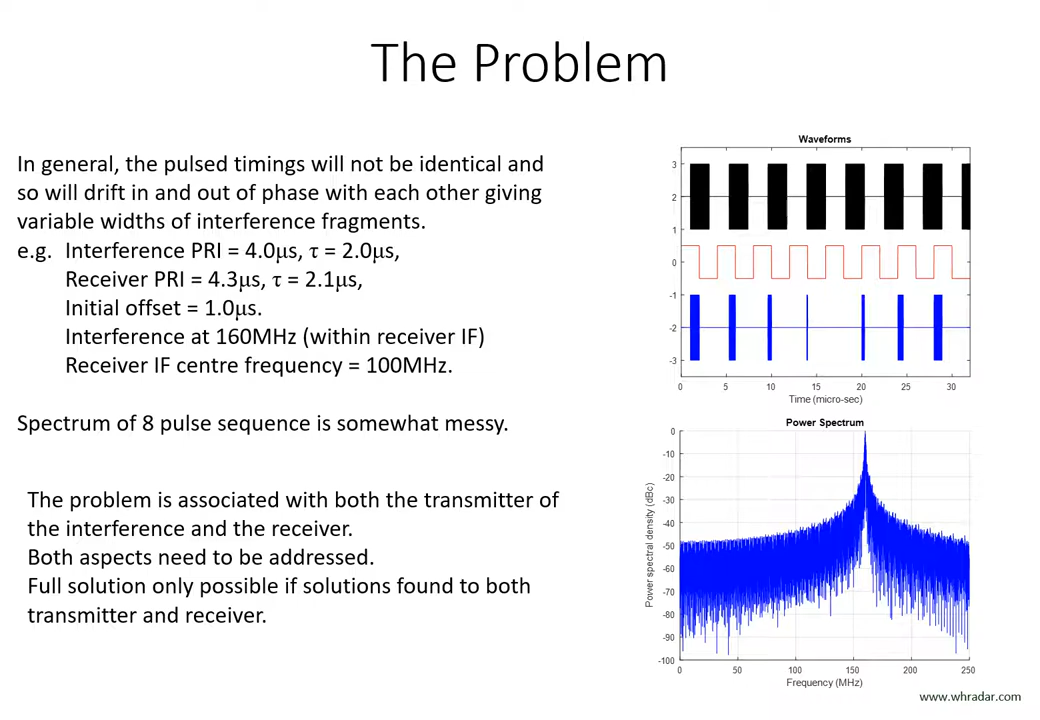 The Problem
In general, the pulsed timings will not be identical and
so will drift in and out of phase with each other giving
variable widths of interference fragments.
e.g. Interference PRI = 4.0μs, τ = 2.0μs,
Receiver PRI = 4.3μs, τ = 2.1μs,
Initial offset = 1.0μs.
Interference at 160MHz (within receiver IF)
Receiver IF centre frequency = 100MHz.
Spectrum of 8 pulse sequence is somewhat messy.
The problem is associated with both the transmitter of
the interference and the receiver.
Both aspects need to be addressed.
Full solution only possible if solutions found to both
transmitter and receiver.
Waveforms
3
2
1
0
-1
-2
-3
0 5 10 15 20 25 30
Time (micro-sec)
Power Spectrum
Power spectral density (dBc)
0
-10
-20
-30
-40
-50
-60
-70
-80
-90
-100
0 50 100 150 200 250
Frequency (MHz)
www.whradar.com